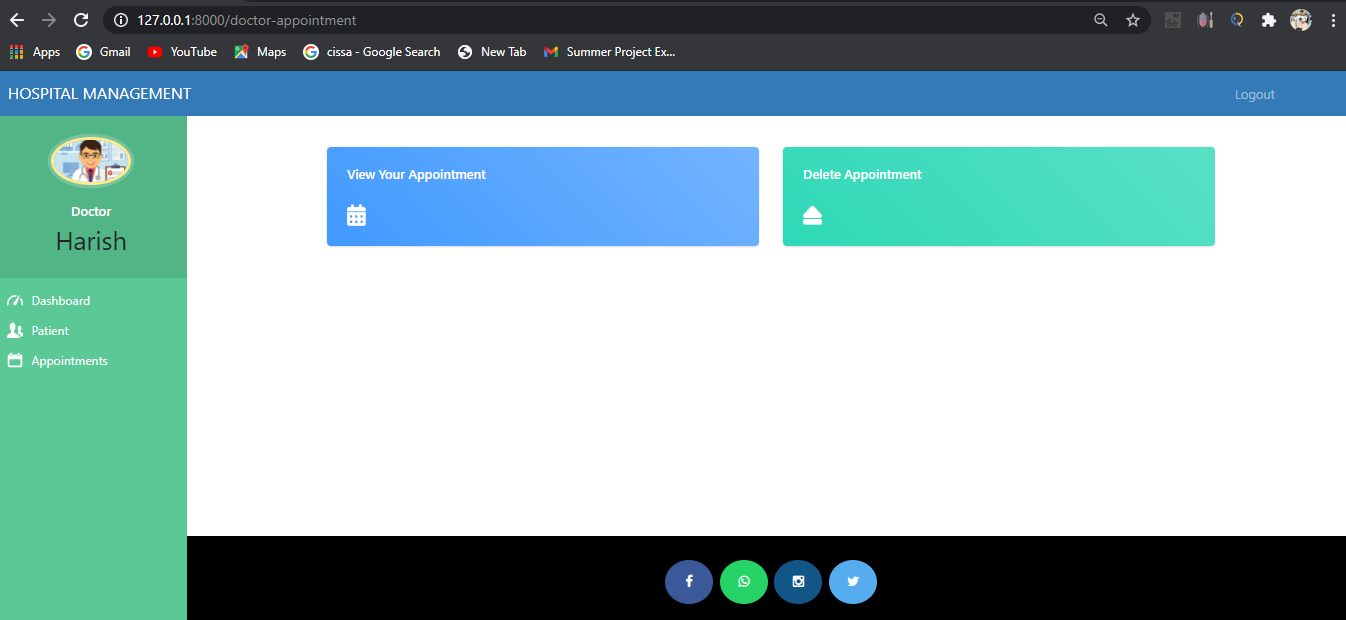 127.0.0.1:8000/doctor-appointment
Apps Gmail YouTube Maps cissa - Google Search New Tab Summer Project Ex...
HOSPITAL MANAGEMENT Logout
Doctor
Harish
Dashboard
Patient
Appointments
View Your Appointment
Delete Appointment